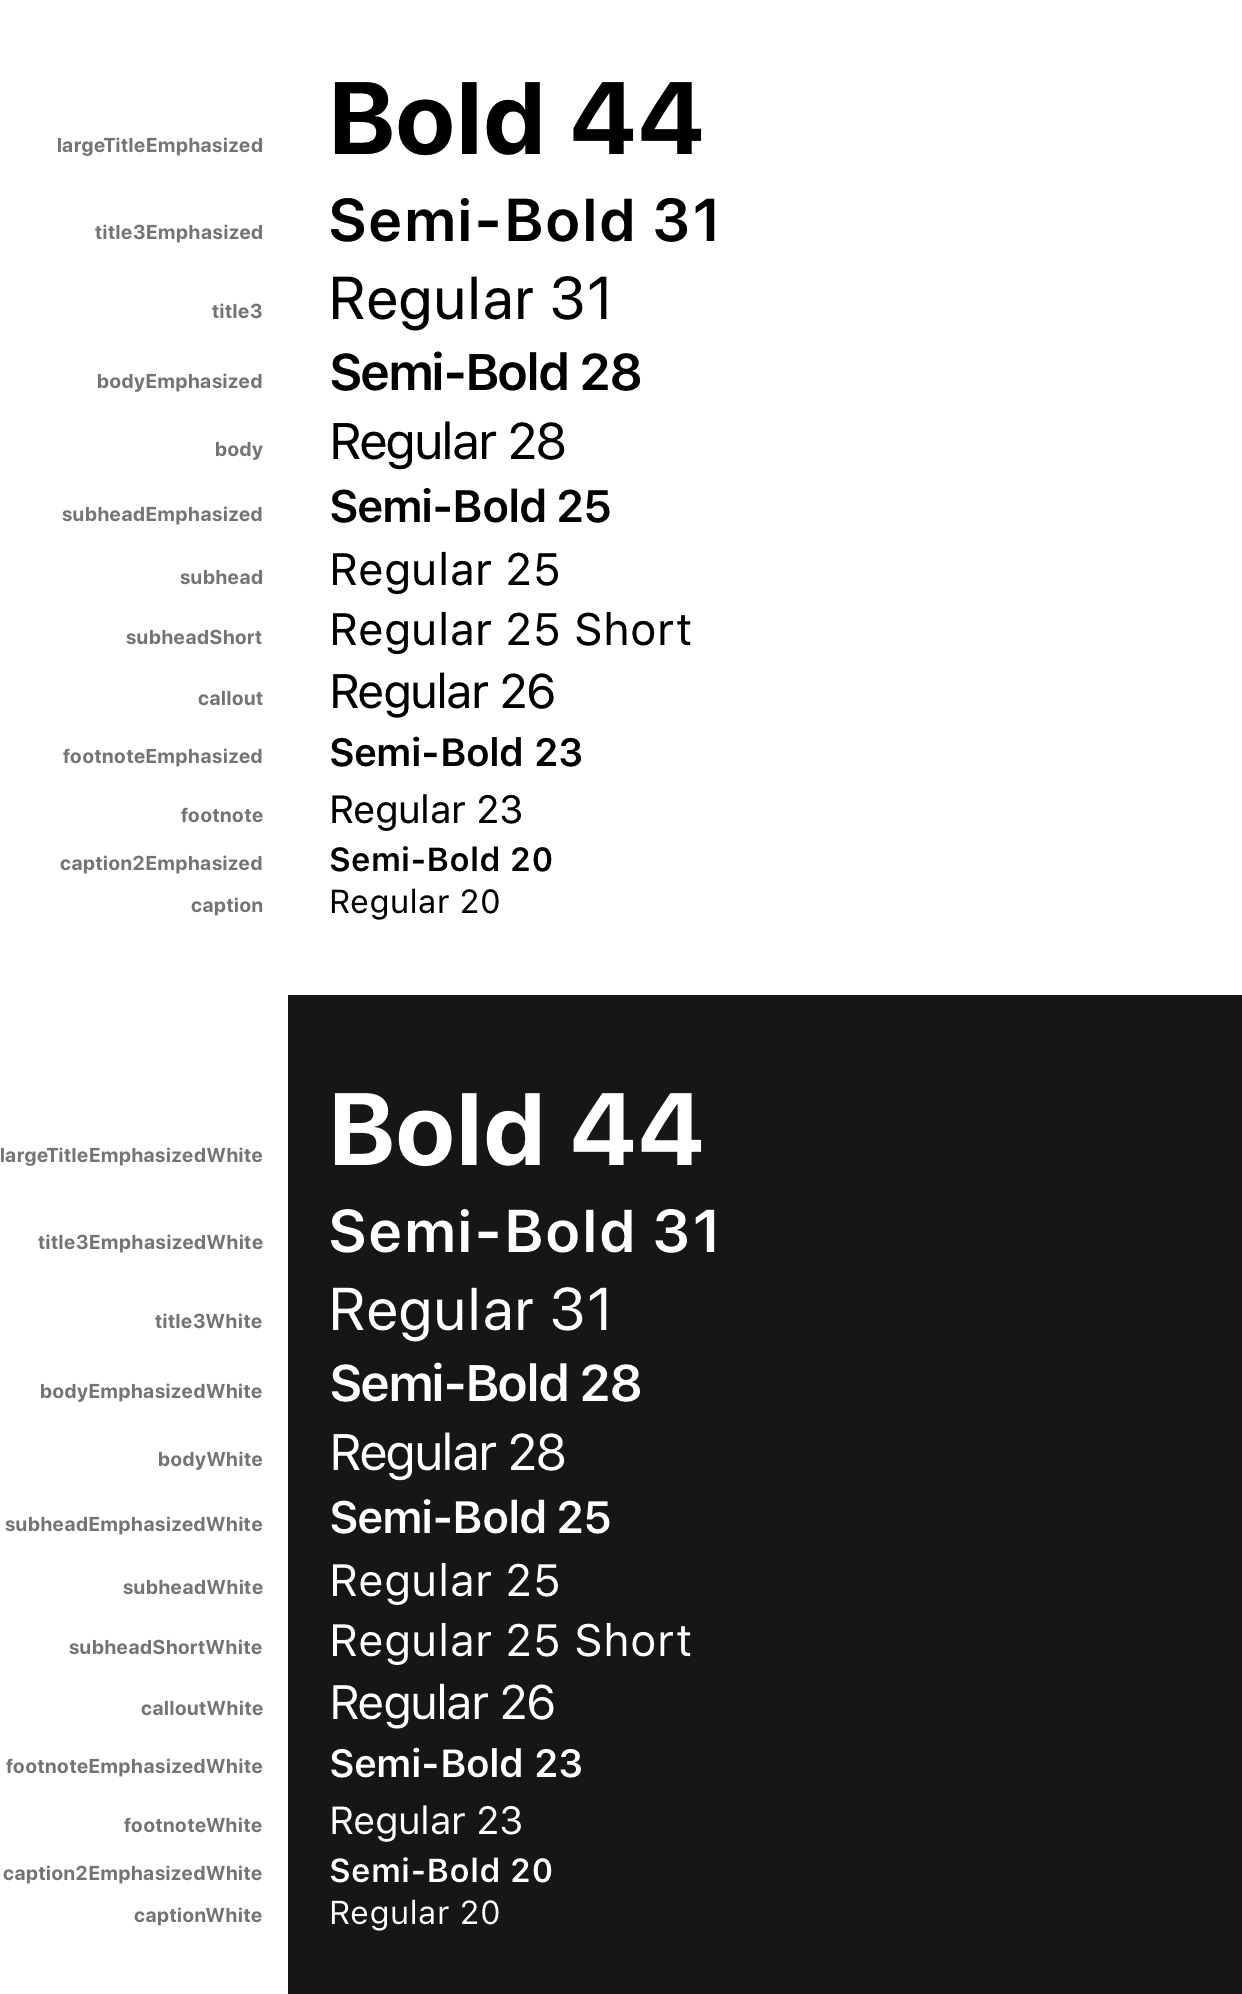 largeTitleEmphasized Bold 44
title3Emphasized Semi-Bold 31
title3 Regular 31
bodyEmphasized Semi-Bold 28
body Regular 28
subheadEmphasized Semi-Bold 25
subhead Regular 25
subheadShort Regular 25 Short
callout Regular 26
footnoteEmphasized Semi-Bold 23
footnote Regular 23
caption2Emphasized Semi-Bold 20
caption Regular 20
largeTitleEmphasizedWhite Bold 44
title3EmphasizedWhite Semi-Bold 31
title3White Regular 31
bodyEmphasizedWhite Semi-Bold 28
bodyWhite Regular 28
subheadEmphasizedWhite Semi-Bold 25
subheadWhite Regular 25
subheadShortWhite Regular 25 Short
calloutWhite Regular 26
footnoteEmphasizedWhite Semi-Bold 23
footnoteWhite Regular 23
caption2EmphasizedWhite Semi-Bold 20
captionWhite Regular 20